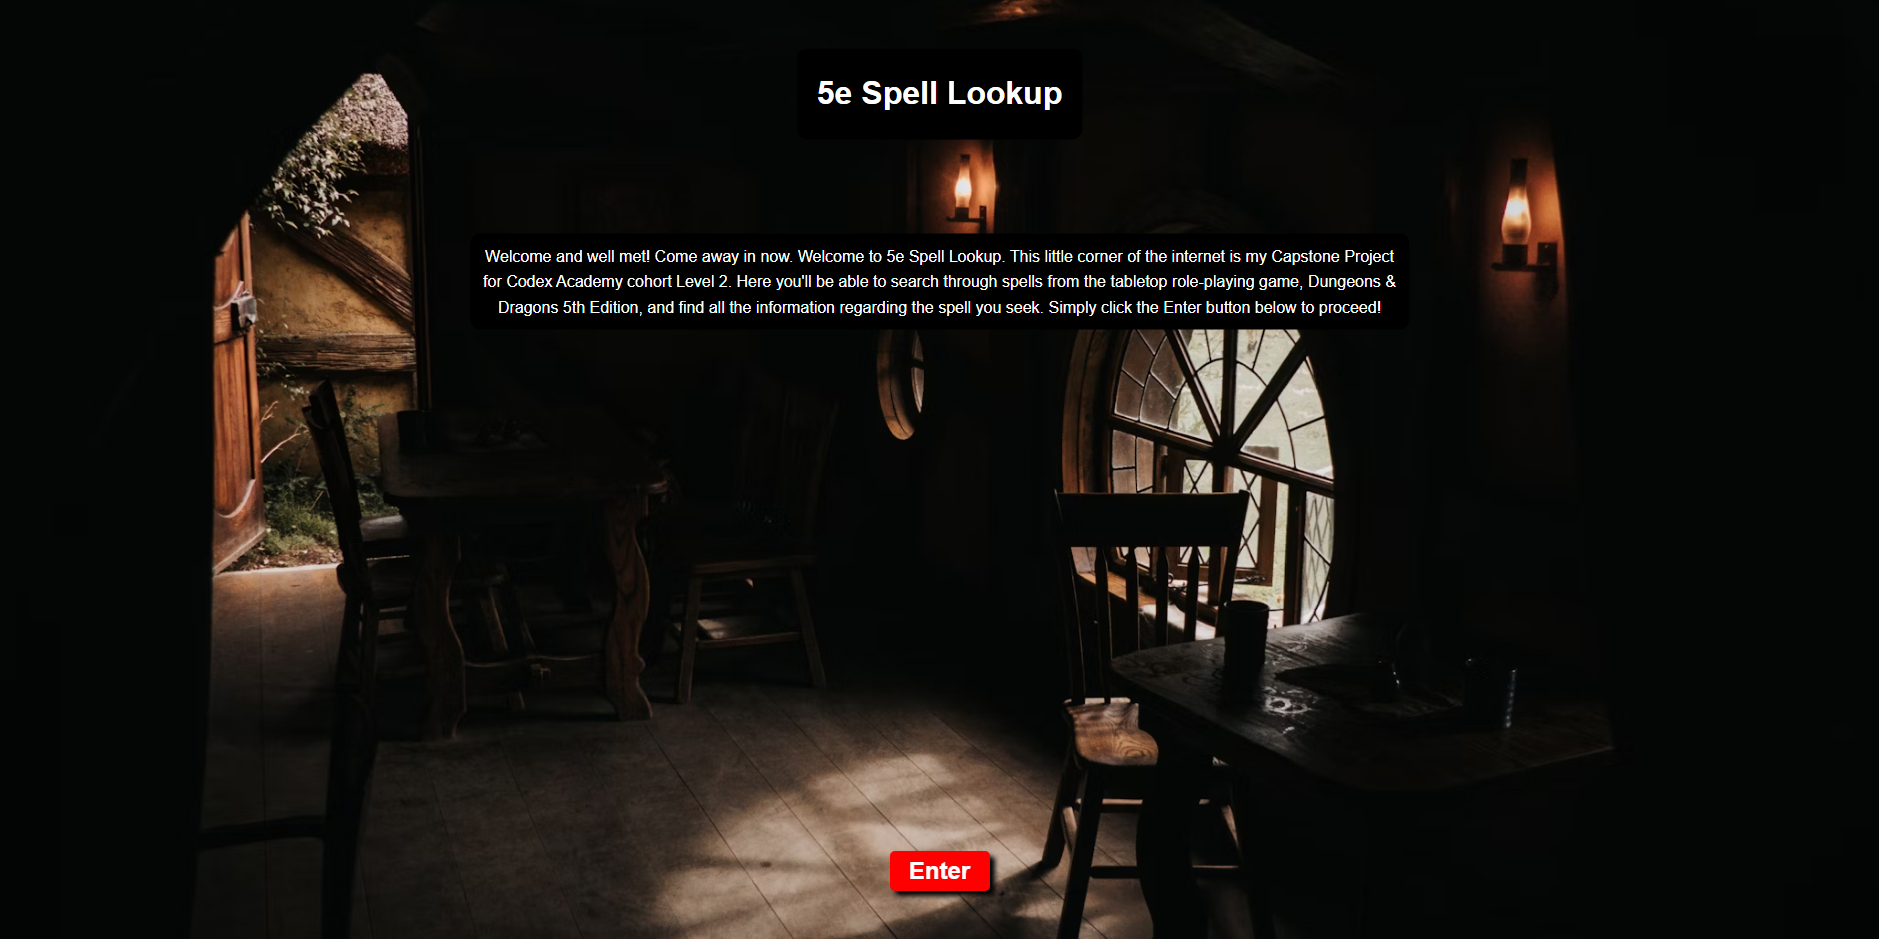 5e Spell Lookup
Welcome and well met! Come away in now. Welcome to 5e Spell Lookup. This little corner of the internet is my Capstone Project
for Codex Academy cohort Level 2. Here you'll be able to search through spells from the tabletop role-playing game, Dungeons &
Dragons 5th Edition, and find all the information regarding the spell you seek. Simply click the Enter button below to proceed!
Enter